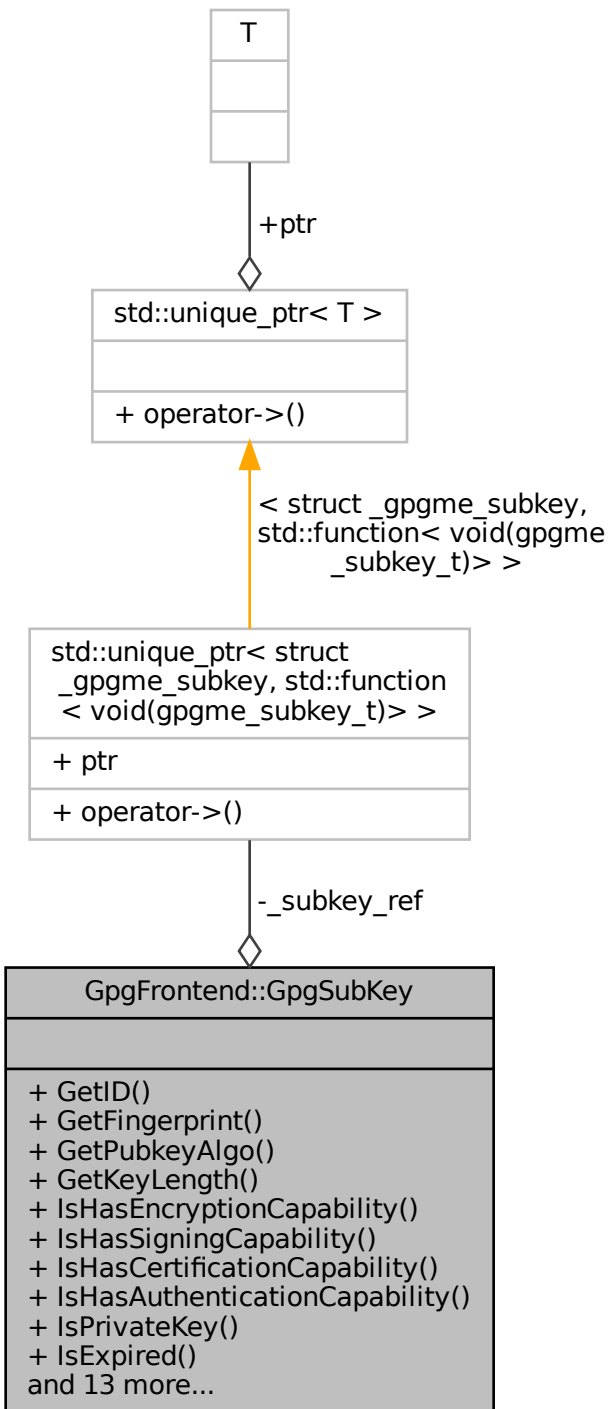 T
+ptr
std::unique_ptr< T >
+ operator->()
< struct _gpgme_subkey,
std::function< void(gpgme
_subkey_t)> >
std::unique_ptr< struct
_gpgme_subkey, std::function
< void(gpgme_subkey_t)> >
+ ptr
+ operator->()
-_subkey_ref
GpgFrontend::GpgSubKey
+ GetID()
+ GetFingerprint()
+ GetPubkeyAlgo()
+ GetKeyLength()
+ IsHasEncryptionCapability()
+ IsHasSigningCapability()
+ IsHasCertificationCapability()
+ IsHasAuthenticationCapability()
+ IsPrivateKey()
+ IsExpired()
and 13 more...